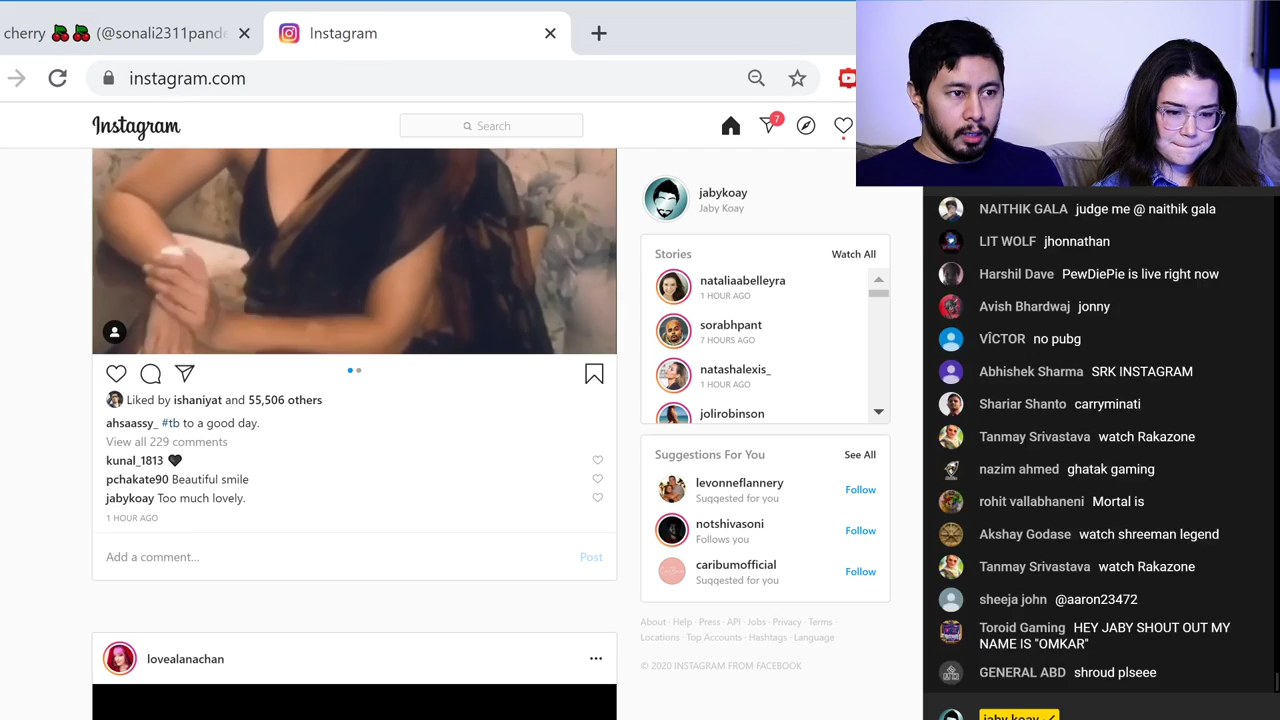 cherry 🍒🍒 (@sonali2311pande
Instagram
instagram.com
Instagram
Search
7
jabykoay
Jaby Koay
Stories
Watch All
nataliaabelleyra
1 HOUR AGO
sorabhpant
7 HOURS AGO
natashalexis_
1 HOUR AGO
jolirobinson
Liked by ishaniyat and 55,506 others
ahsaassy_ #tb to a good day.
View all 229 comments
kunal_1813 🖤
pchakate90 Beautiful smile
jabykoay Too much lovely.
1 HOUR AGO
Add a comment...
Post
Suggestions For You
See All
levonneflannery
Suggested for you
Follow
notshivasoni
Follows you
Follow
caribumofficial
Suggested for you
Follow
About · Help · Press · API · Jobs · Privacy · Terms ·
Locations · Top Accounts · Hashtags · Language
© 2020 INSTAGRAM FROM FACEBOOK
lovealanachan
NAITHIK GALA judge me @ naithik gala
LIT WOLF jhonnathan
Harshil Dave PewDiePie is live right now
Avish Bhardwaj jonny
VÎCTOR no pubg
Abhishek Sharma SRK INSTAGRAM
Shariar Shanto carryminati
Tanmay Srivastava watch Rakazone
nazim ahmed ghatak gaming
rohit vallabhaneni Mortal is
Akshay Godase watch shreeman legend
Tanmay Srivastava watch Rakazone
sheeja john @aaron23472
Toroid Gaming HEY JABY SHOUT OUT MY
NAME IS "OMKAR"
GENERAL ABD shroud plseee
jaby koay